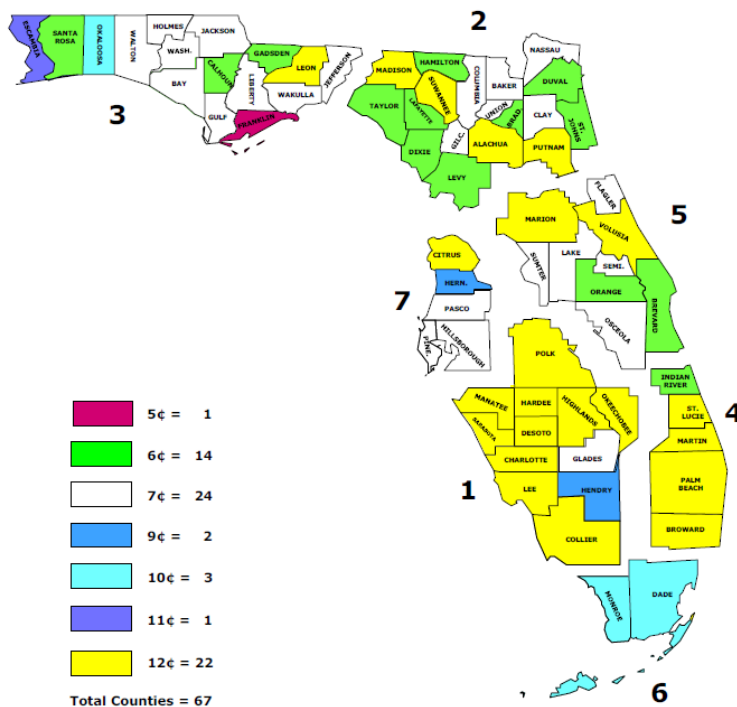 2
ESCAMBIA
SANTA
ROSA
OKALOOSA
WALTON
HOLMES
WASH.
JACKSON
BAY
CALHOUN
GULF
GADSDEN
LIBERTY
FRANKLIN
LEON
WAKULLA
JEFFERSON
3
MADISON
HAMILTON
TAYLOR
SUWANNEE
LAFAYETTE
DIXIE
COLUMBIA
GILC.
LEVY
BAKER
UNION
BRAD.
ALACHUA
NASSAU
DUVAL
CLAY
ST.
JOHNS
PUTNAM
5
FLAGLER
MARION
VOLUSIA
SUMTER
LAKE
SEMI.
ORANGE
OSCEOLA
BREVARD
7
CITRUS
HERN.
PASCO
PINE.
HILLSBOROUGH
POLK
MANATEE
HARDEE
HIGHLANDS
OKEECHOBEE
SARASOTA
DESOTO
CHARLOTTE
GLADES
1
LEE
HENDRY
COLLIER
INDIAN
RIVER
ST.
LUCIE
4
MARTIN
PALM
BEACH
BROWARD
MONROE
DADE
6
5¢ = 1
6¢ = 14
7¢ = 24
9¢ = 2
10¢ = 3
11¢ = 1
12¢ = 22
Total Counties = 67